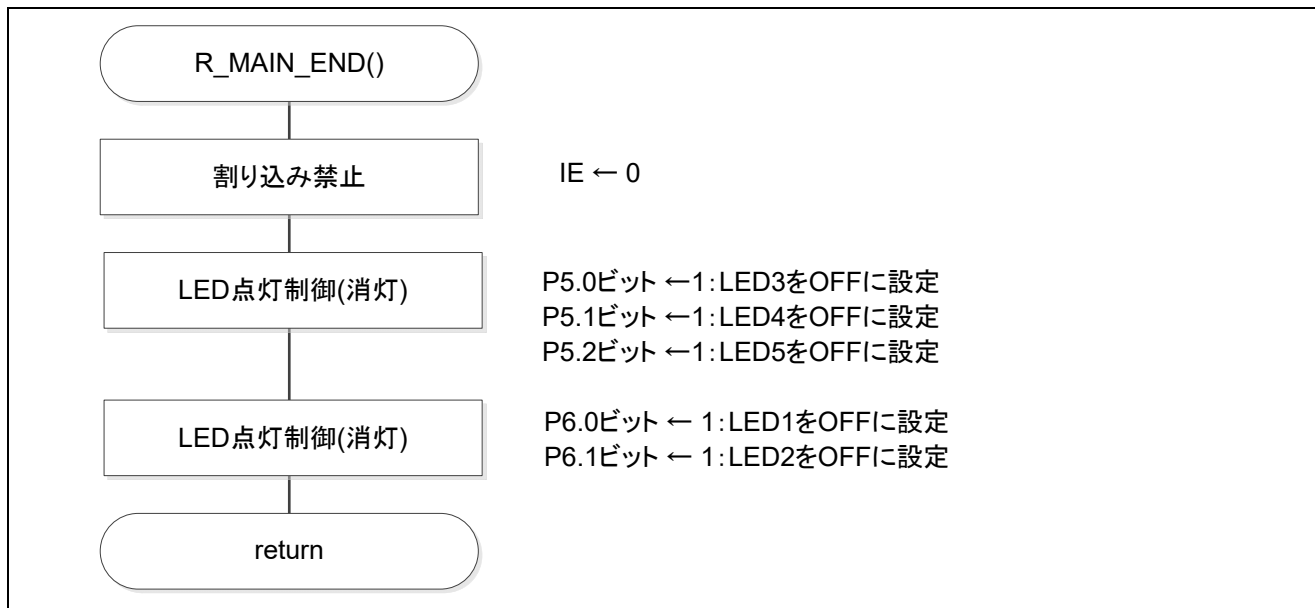 R_MAIN_END()
割り込み禁止
IE ← 0
LED点灯制御(消灯)
P5.0ビット ←1:LED3をOFFに設定
P5.1ビット ←1:LED4をOFFに設定
P5.2ビット ←1:LED5をOFFに設定
LED点灯制御(消灯)
P6.0ビット ← 1:LED1をOFFに設定
P6.1ビット ← 1:LED2をOFFに設定
return